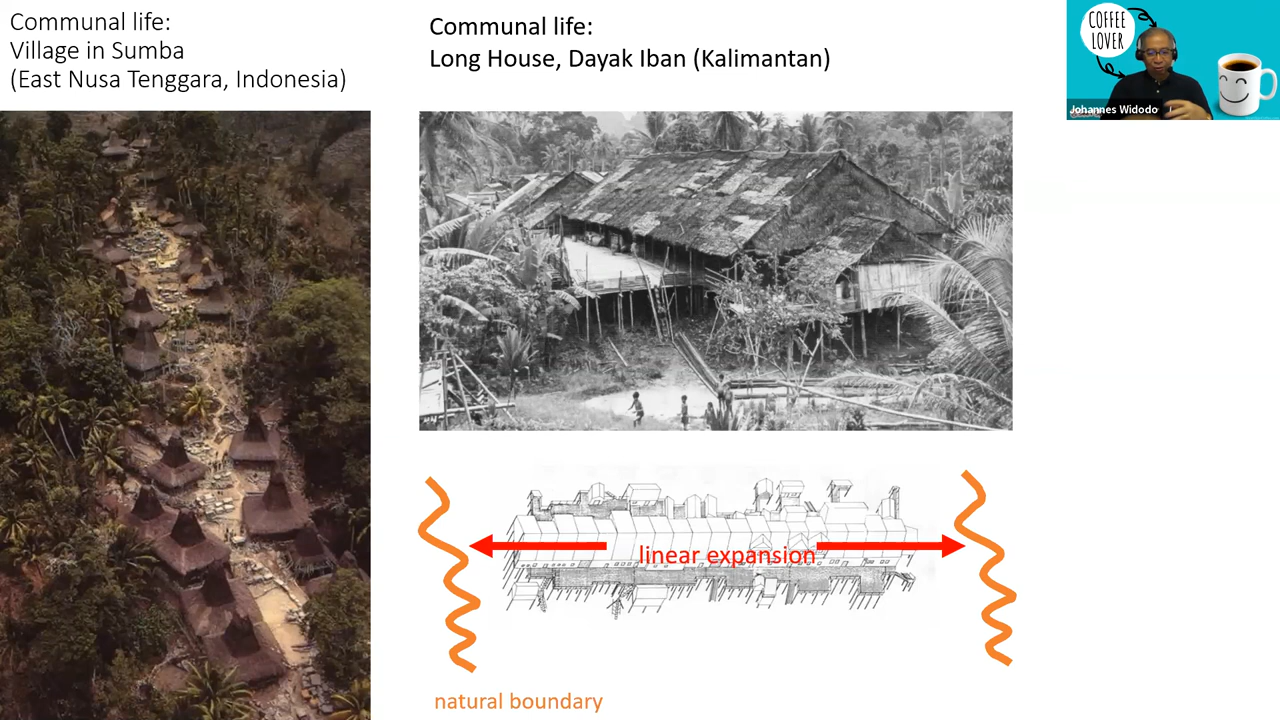 Communal life:
Village in Sumba
(East Nusa Tenggara, Indonesia)
Communal life:
Long House, Dayak Iban (Kalimantan)
COFFEE
LOVER
Johannes Widodo
linear expansion
natural boundary